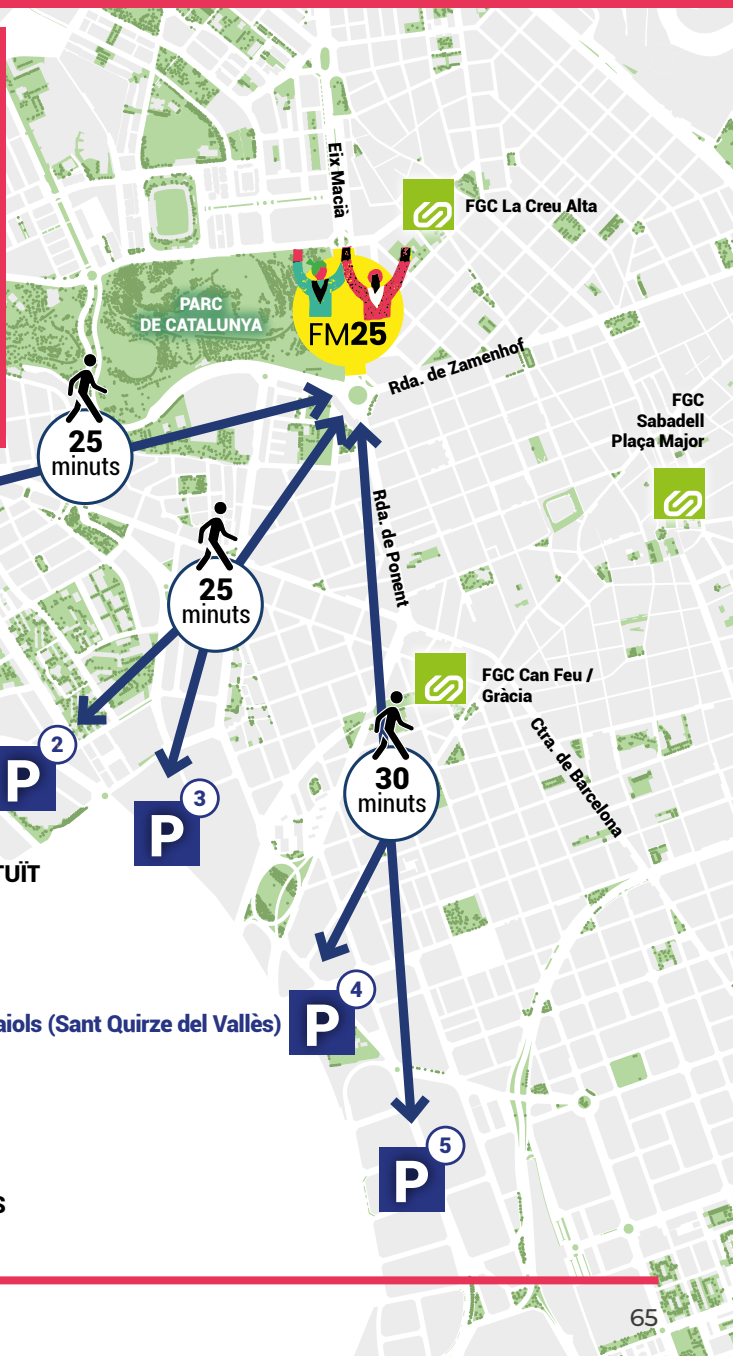 Eix Macià
FGC La Creu Alta
PARC
DE CATALUNYA
FM25
Rda. de Zamenhof
FGC
Sabadell
Plaça Major
25
minuts
Rda. de Ponent
25
minuts
FGC Can Feu /
Gràcia
Ctra. de Barcelona
2
P
3
P
30
minuts
TUÏT
4
aiols (Sant Quirze del Vallès)
P
5
P
S
65